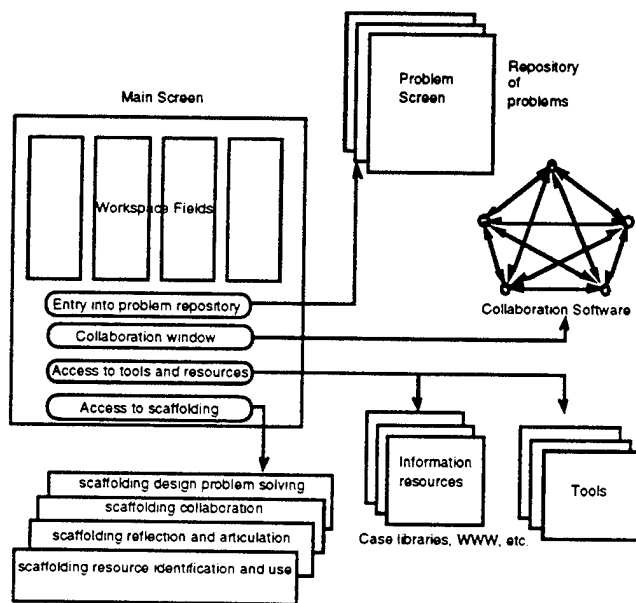 Main Screen
Workspace Fields
Entry into problem repository
Collaboration window
Access to tools and resources
Access to scaffolding
Problem
Screen
Repository
of
problems
Collaboration Software
Information
resources
Case libraries, WWW, etc.
Tools
scaffolding design problem solving
scaffolding collaboration
scaffolding reflection and articulation
scaffolding resource identification and use